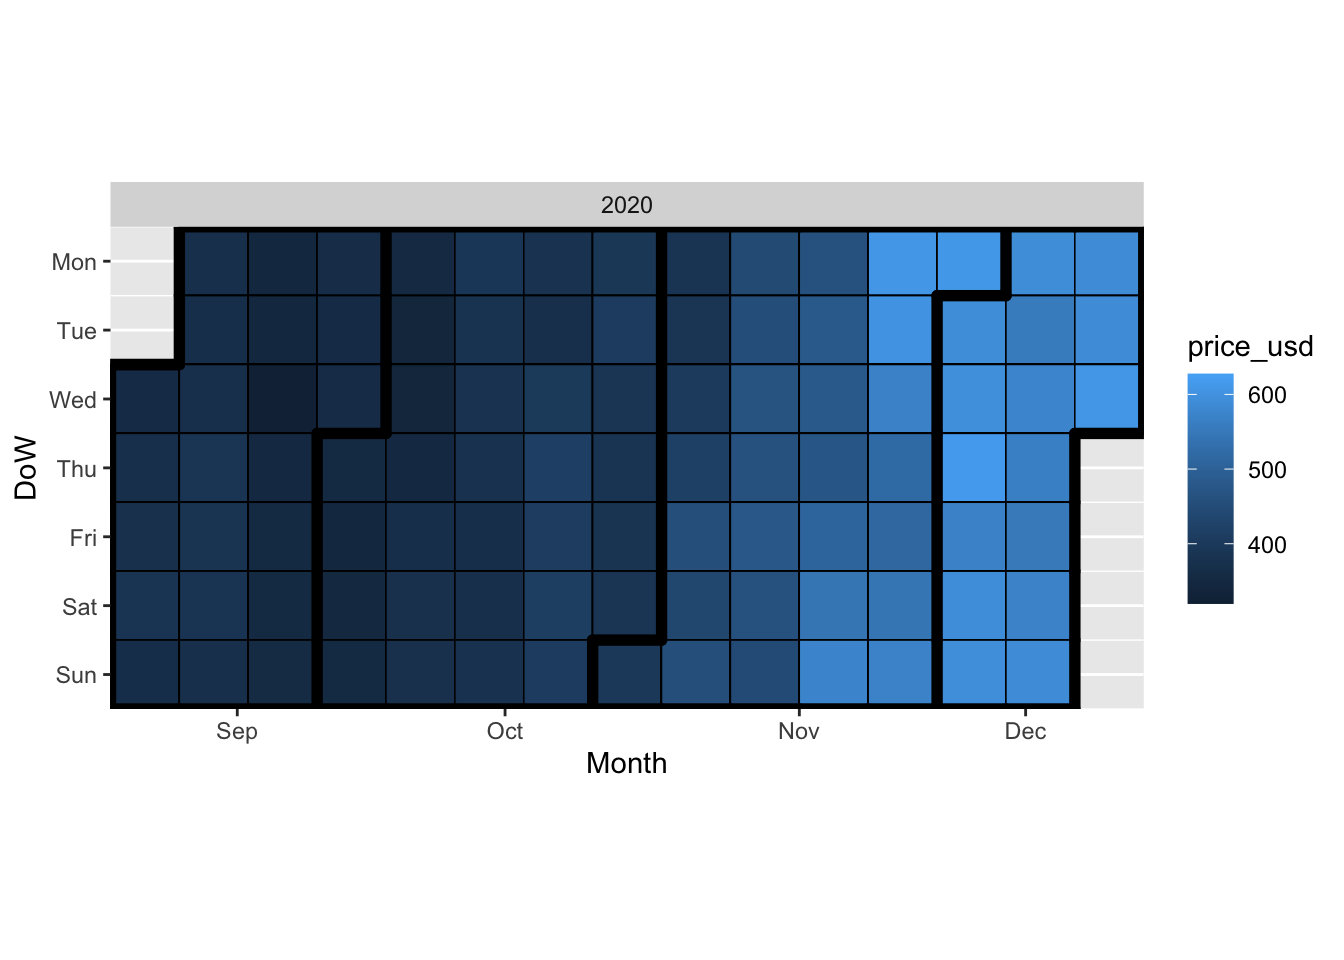 2020
Mon
Tue
Wed
Thu
Fri
Sat
Sun
DoW
Sep Oct Nov Dec
Month
price_usd
600
500
400